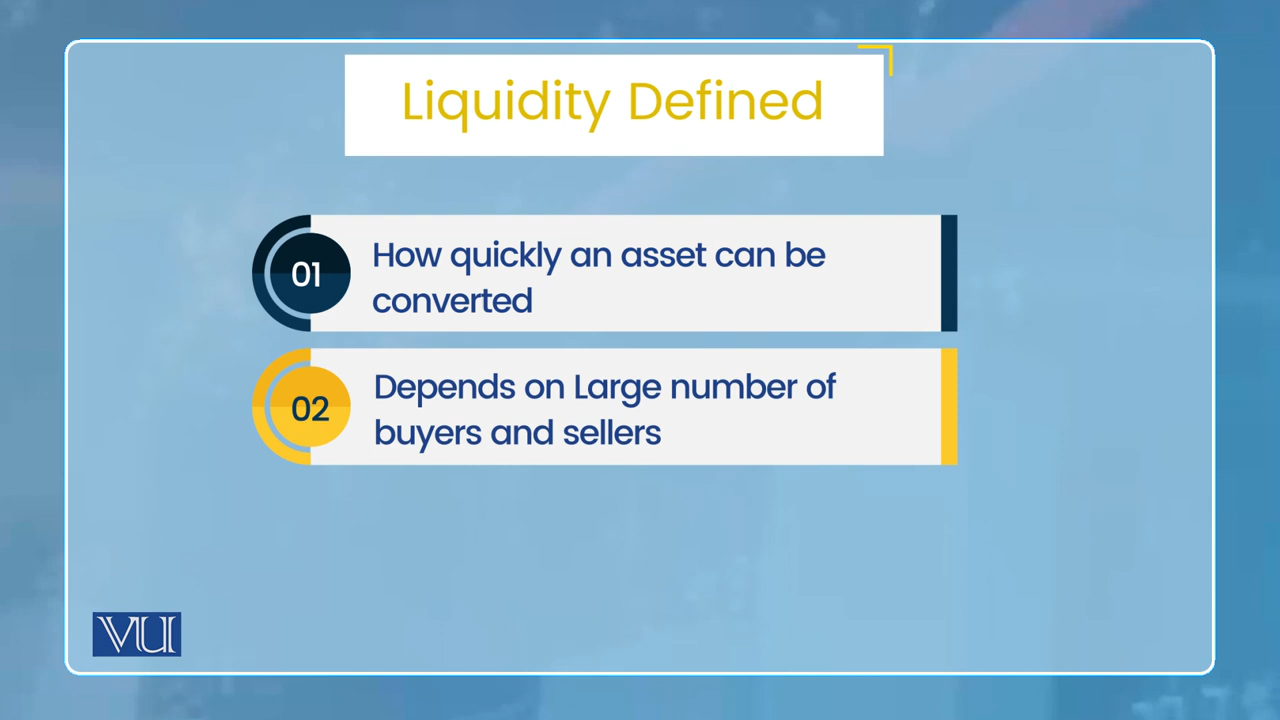 Liquidity Defined
01
How quickly an asset can be
converted
02
Depends on Large number of
buyers and sellers
VU